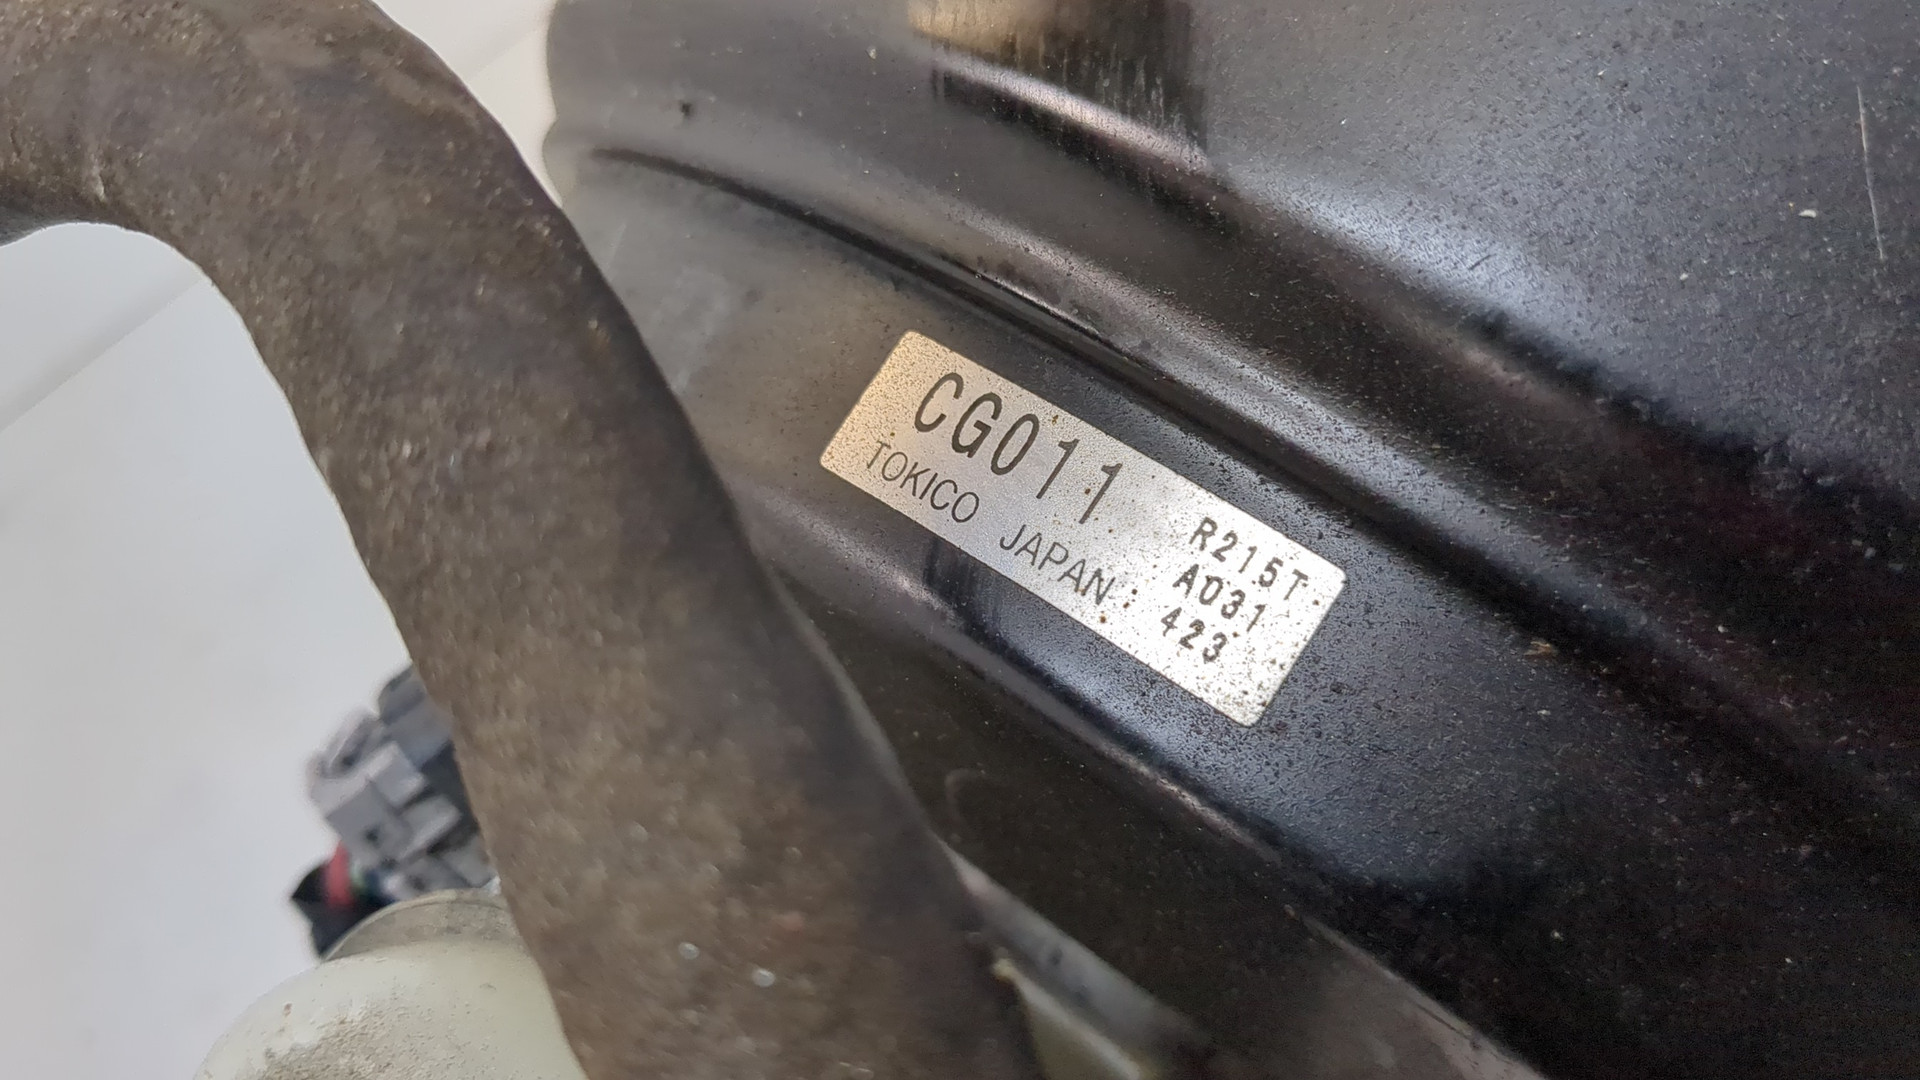 CG011
TOKICO JAPAN
R215T
A031
423